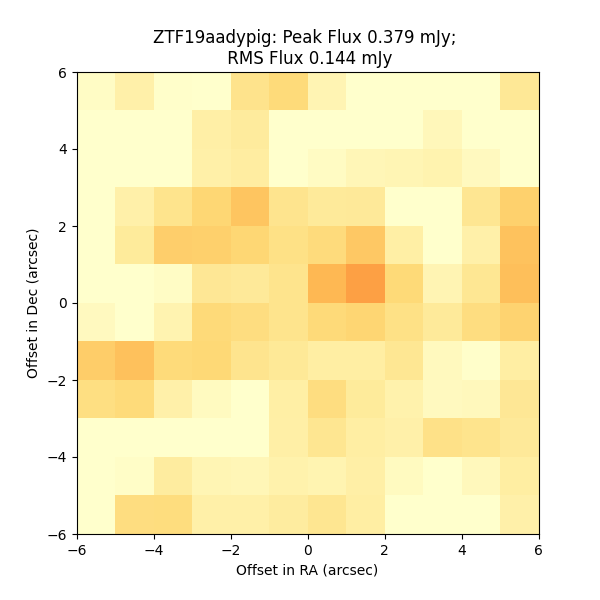 ZTF19aadypig: Peak Flux 0.379 mJy;
RMS Flux 0.144 mJy
6
4
2
0
−2
−4
−6
Offset in Dec (arcsec)
−6 −4 −2 0 2 4 6
Offset in RA (arcsec)